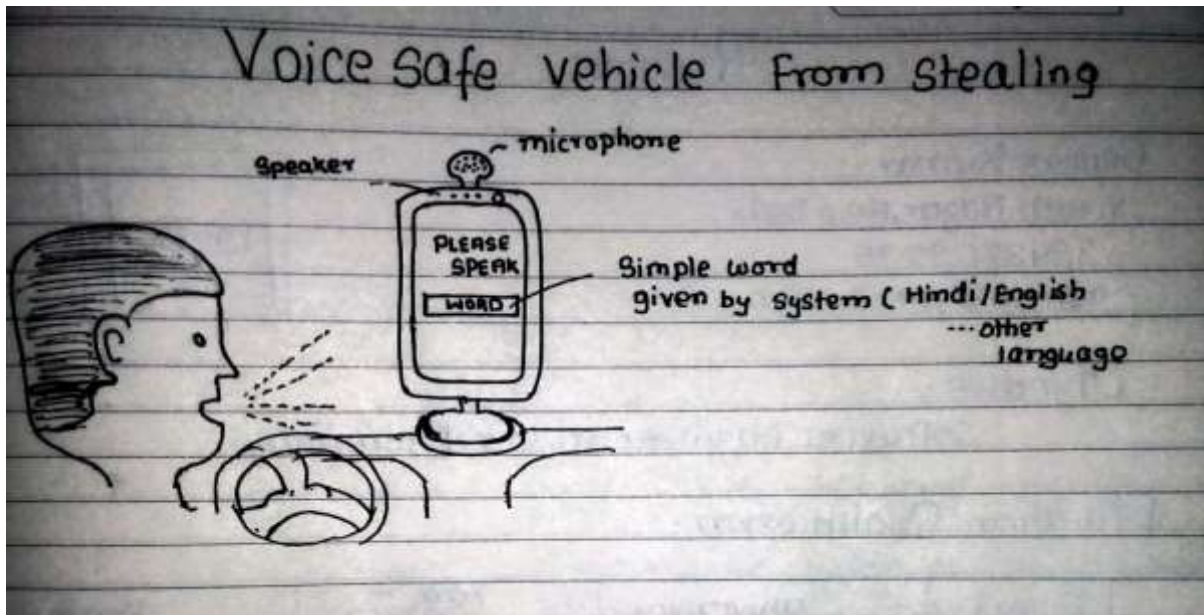 Voice Safe vehicle From Stealing
microphone
Speaker
PLEASE
SPEAK
WORD
Simple word
given by system ( Hindi/English
... other
language